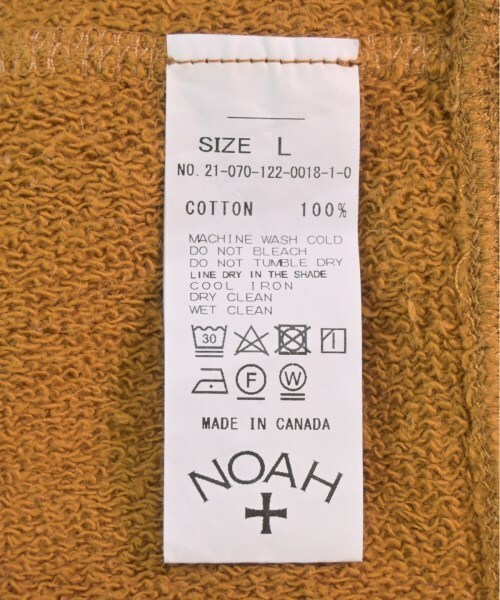 SIZE L
NO. 21-070-122-0018-1-0
COTTON 100%
MACHINE WASH COLD
DO NOT BLEACH
DO NOT TUMBLE DRY
LINE DRY IN THE SHADE
COOL IRON
DRY CLEAN
WET CLEAN
30
F W
MADE IN CANADA
NOAH